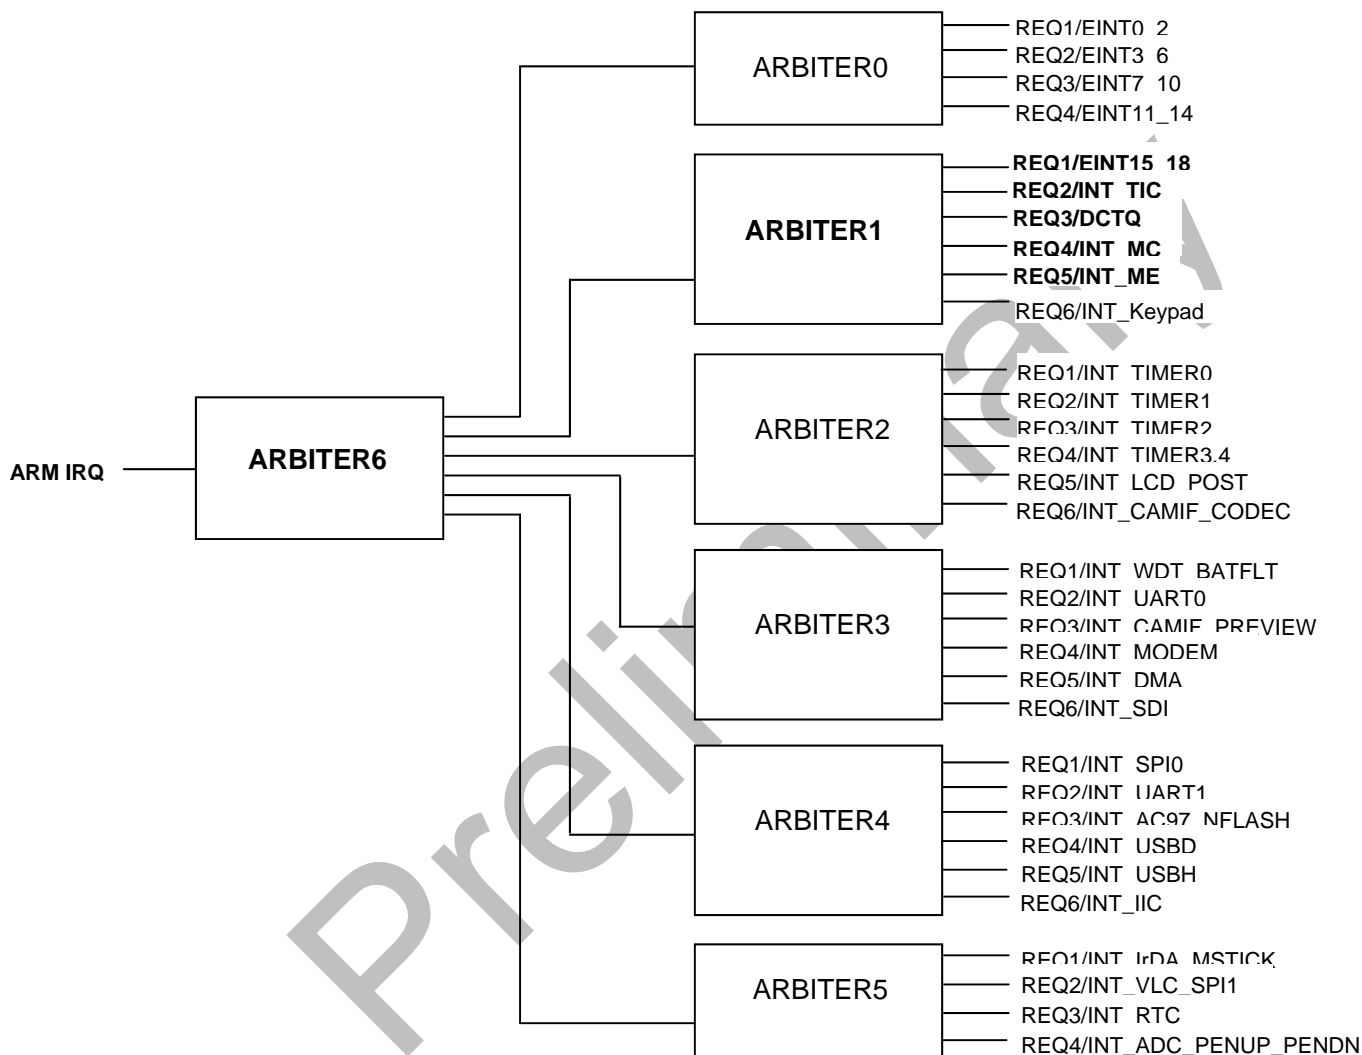 ARBITER0
REQ1/EINT0_2
REQ2/EINT3_6
REQ3/EINT7_10
REQ4/EINT11_14
ARBITER1
REQ1/EINT15_18
REQ2/INT_TIC
REQ3/DCTQ
REQ4/INT_MC
REQ5/INT_ME
REQ6/INT_Keypad
ARBITER2
REQ1/INT_TIMER0
REQ2/INT_TIMER1
REQ3/INT_TIMER2
REQ4/INT_TIMER3,4
REQ5/INT_LCD_POST
REQ6/INT_CAMIF_CODEC
ARM IRQ
ARBITER6
ARBITER3
REQ1/INT_WDT_BATFLT
REQ2/INT_UART0
REQ3/INT_CAMIF_PREVIEW
REQ4/INT_MODEM
REQ5/INT_DMA
REQ6/INT_SDI
ARBITER4
REQ1/INT_SPI0
REQ2/INT_UART1
REQ3/INT_AC97_NFLASH
REQ4/INT_USBD
REQ5/INT_USBH
REQ6/INT_IIC
ARBITER5
REQ1/INT_IrDA_MSTICK
REQ2/INT_VLC_SPI1
REQ3/INT_RTC
REQ4/INT_ADC_PENUP_PENDN
Preliminary